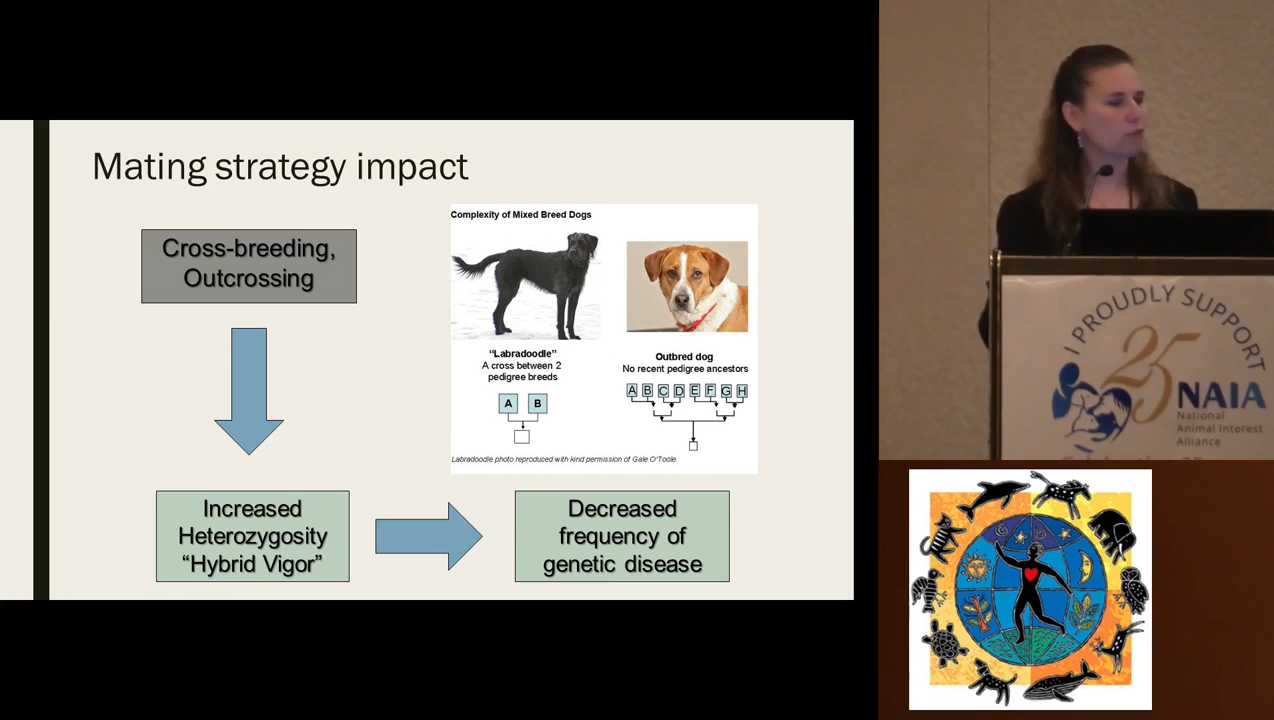 Mating strategy impact
Cross-breeding,
Outcrossing
Complexity of Mixed Breed Dogs
"Labradoodle"
A cross between 2
pedigree breeds
A B
Outbred dog
No recent pedigree ancestors
A B C D E F G H
Labradoodle photo reproduced with kind permission of Gale O'Toole.
Increased
Heterozygosity
“Hybrid Vigor”
Decreased
frequency of
genetic disease
I PROUDLY SUPPORT
25
NAIA
National
Animal Interest
Alliance